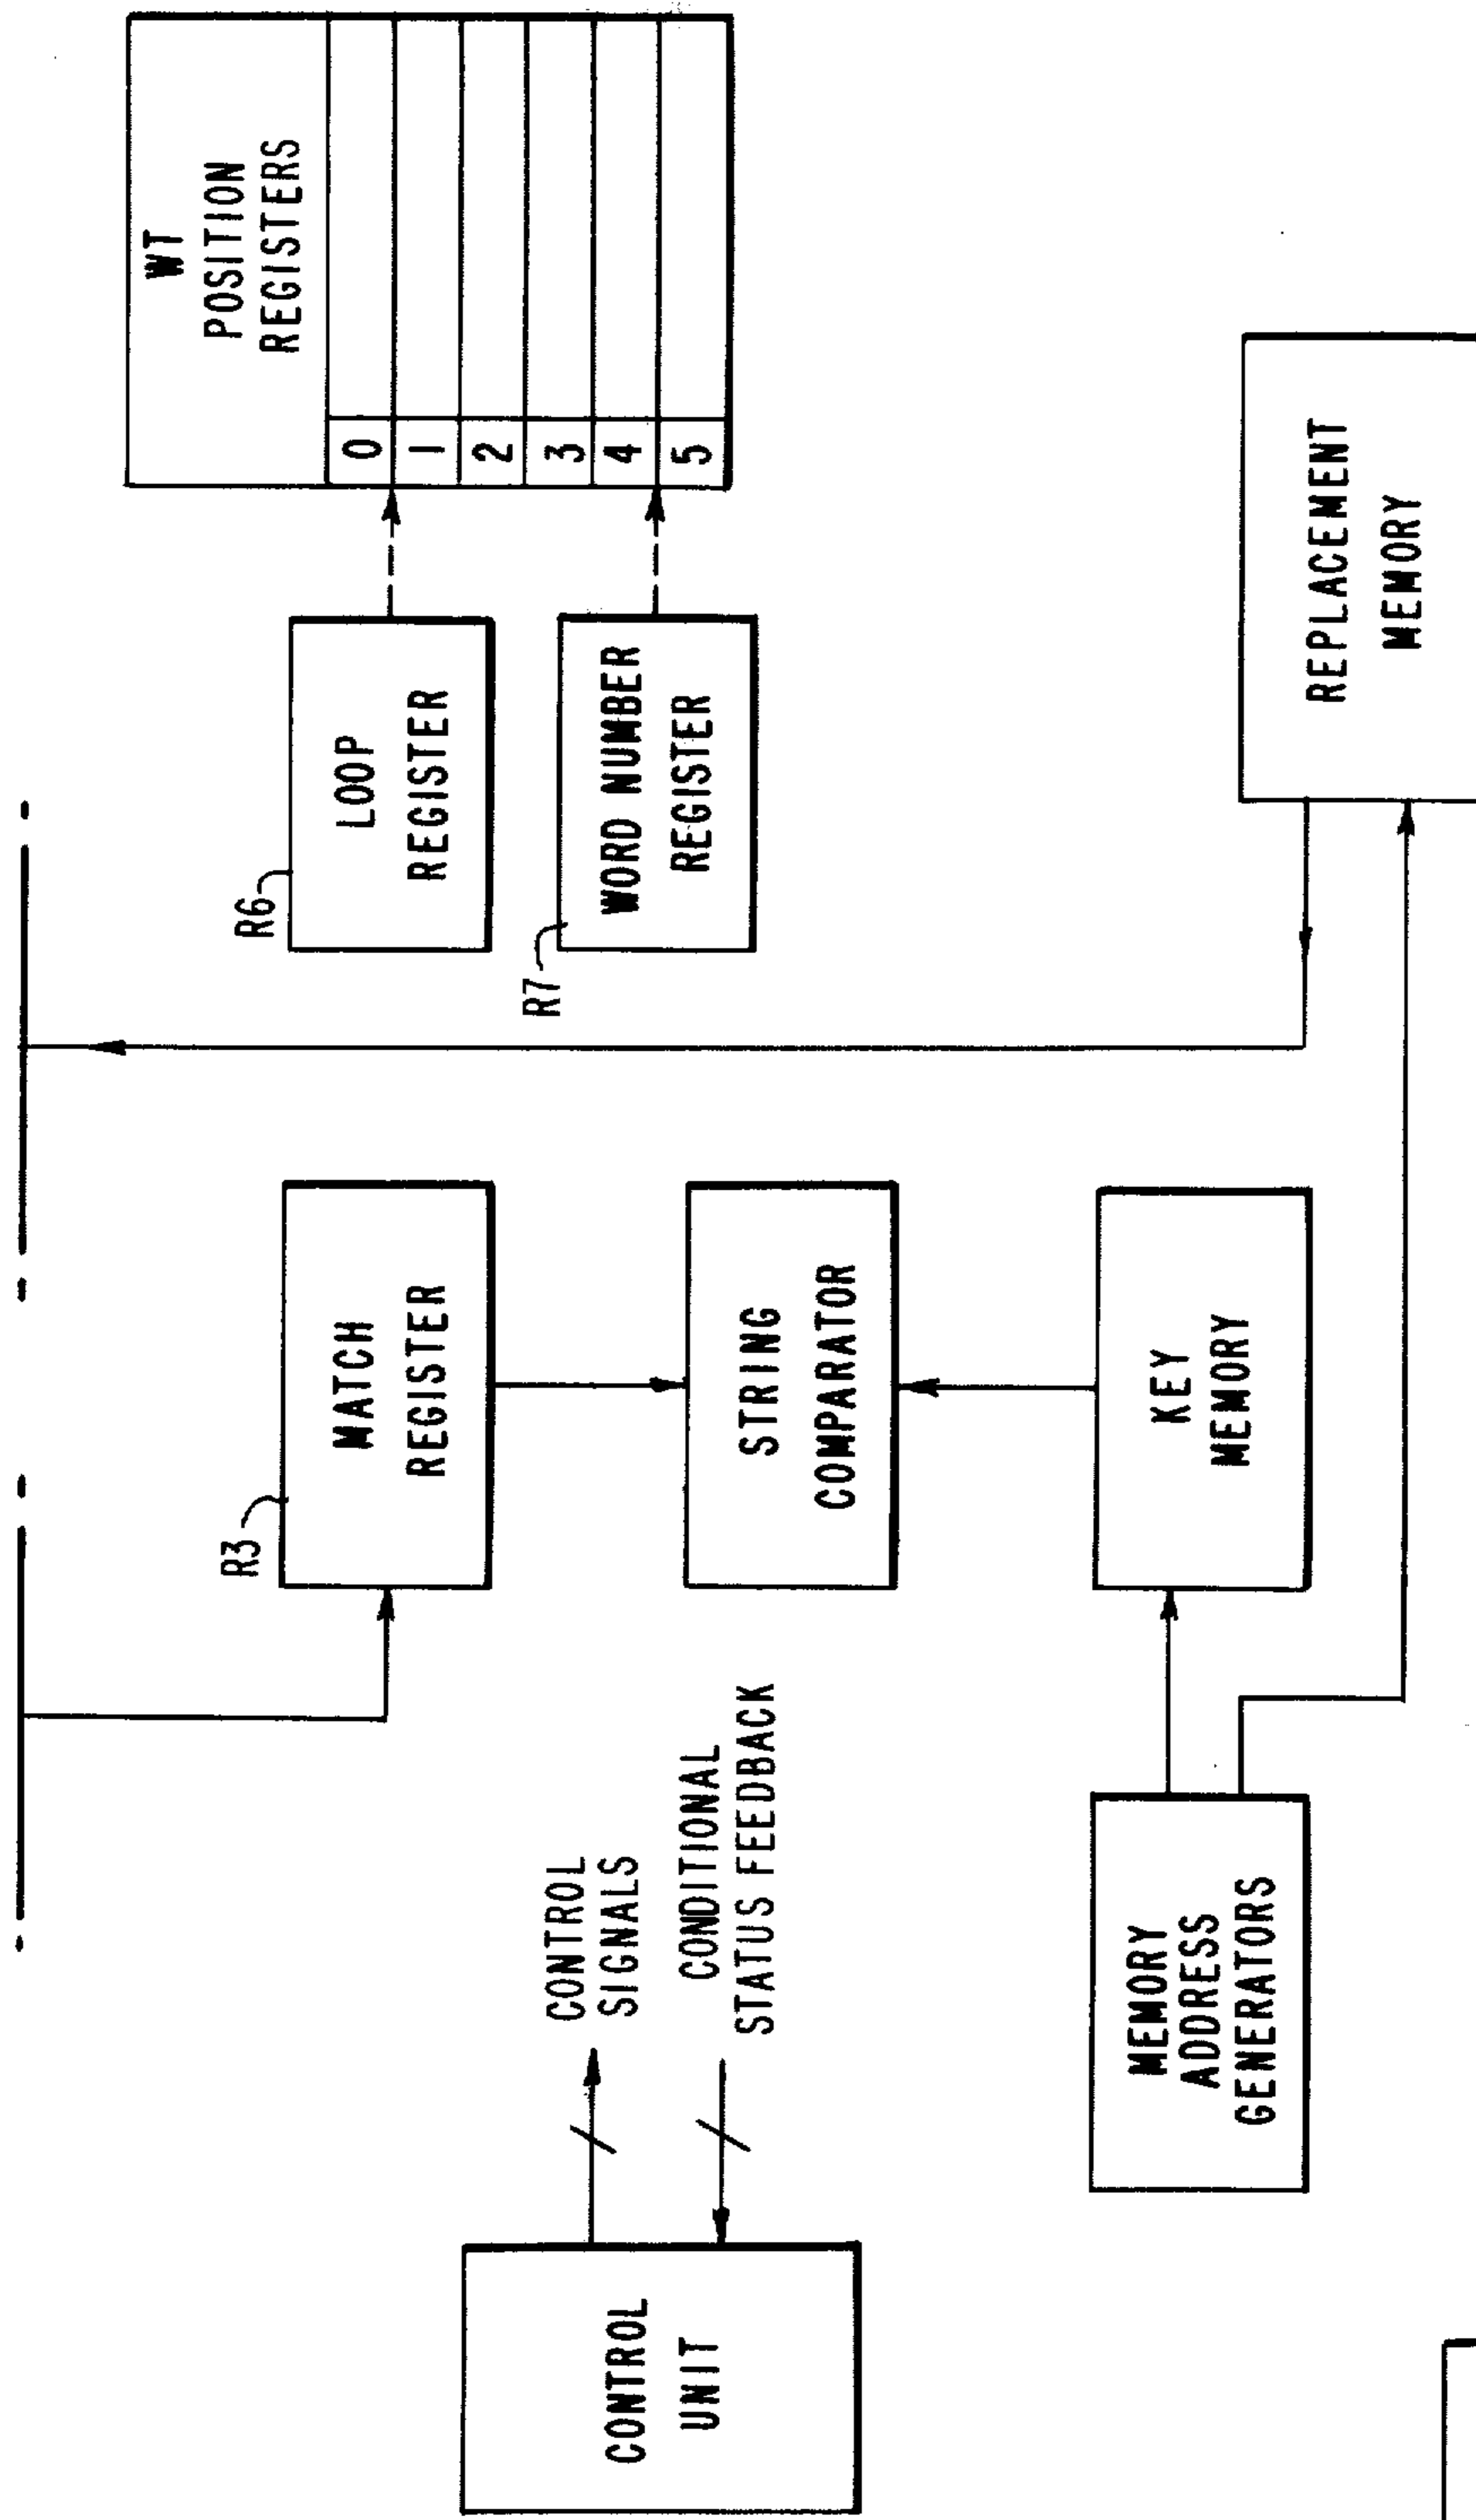 WT
POSITION
REGISTERS
0
1
2
3
4
5
R6
LOOP
REGISTER
R7
WORD NUMBER
REGISTER
R3
MATCH
REGISTER
STRING
COMPARATOR
KEY
MEMORY
REPLACEMENT
MEMORY
CONTROL
SIGNALS
CONDITIONAL
STATUS FEEDBACK
CONTROL
UNIT
MEMORY
ADDRESS
GENERATORS